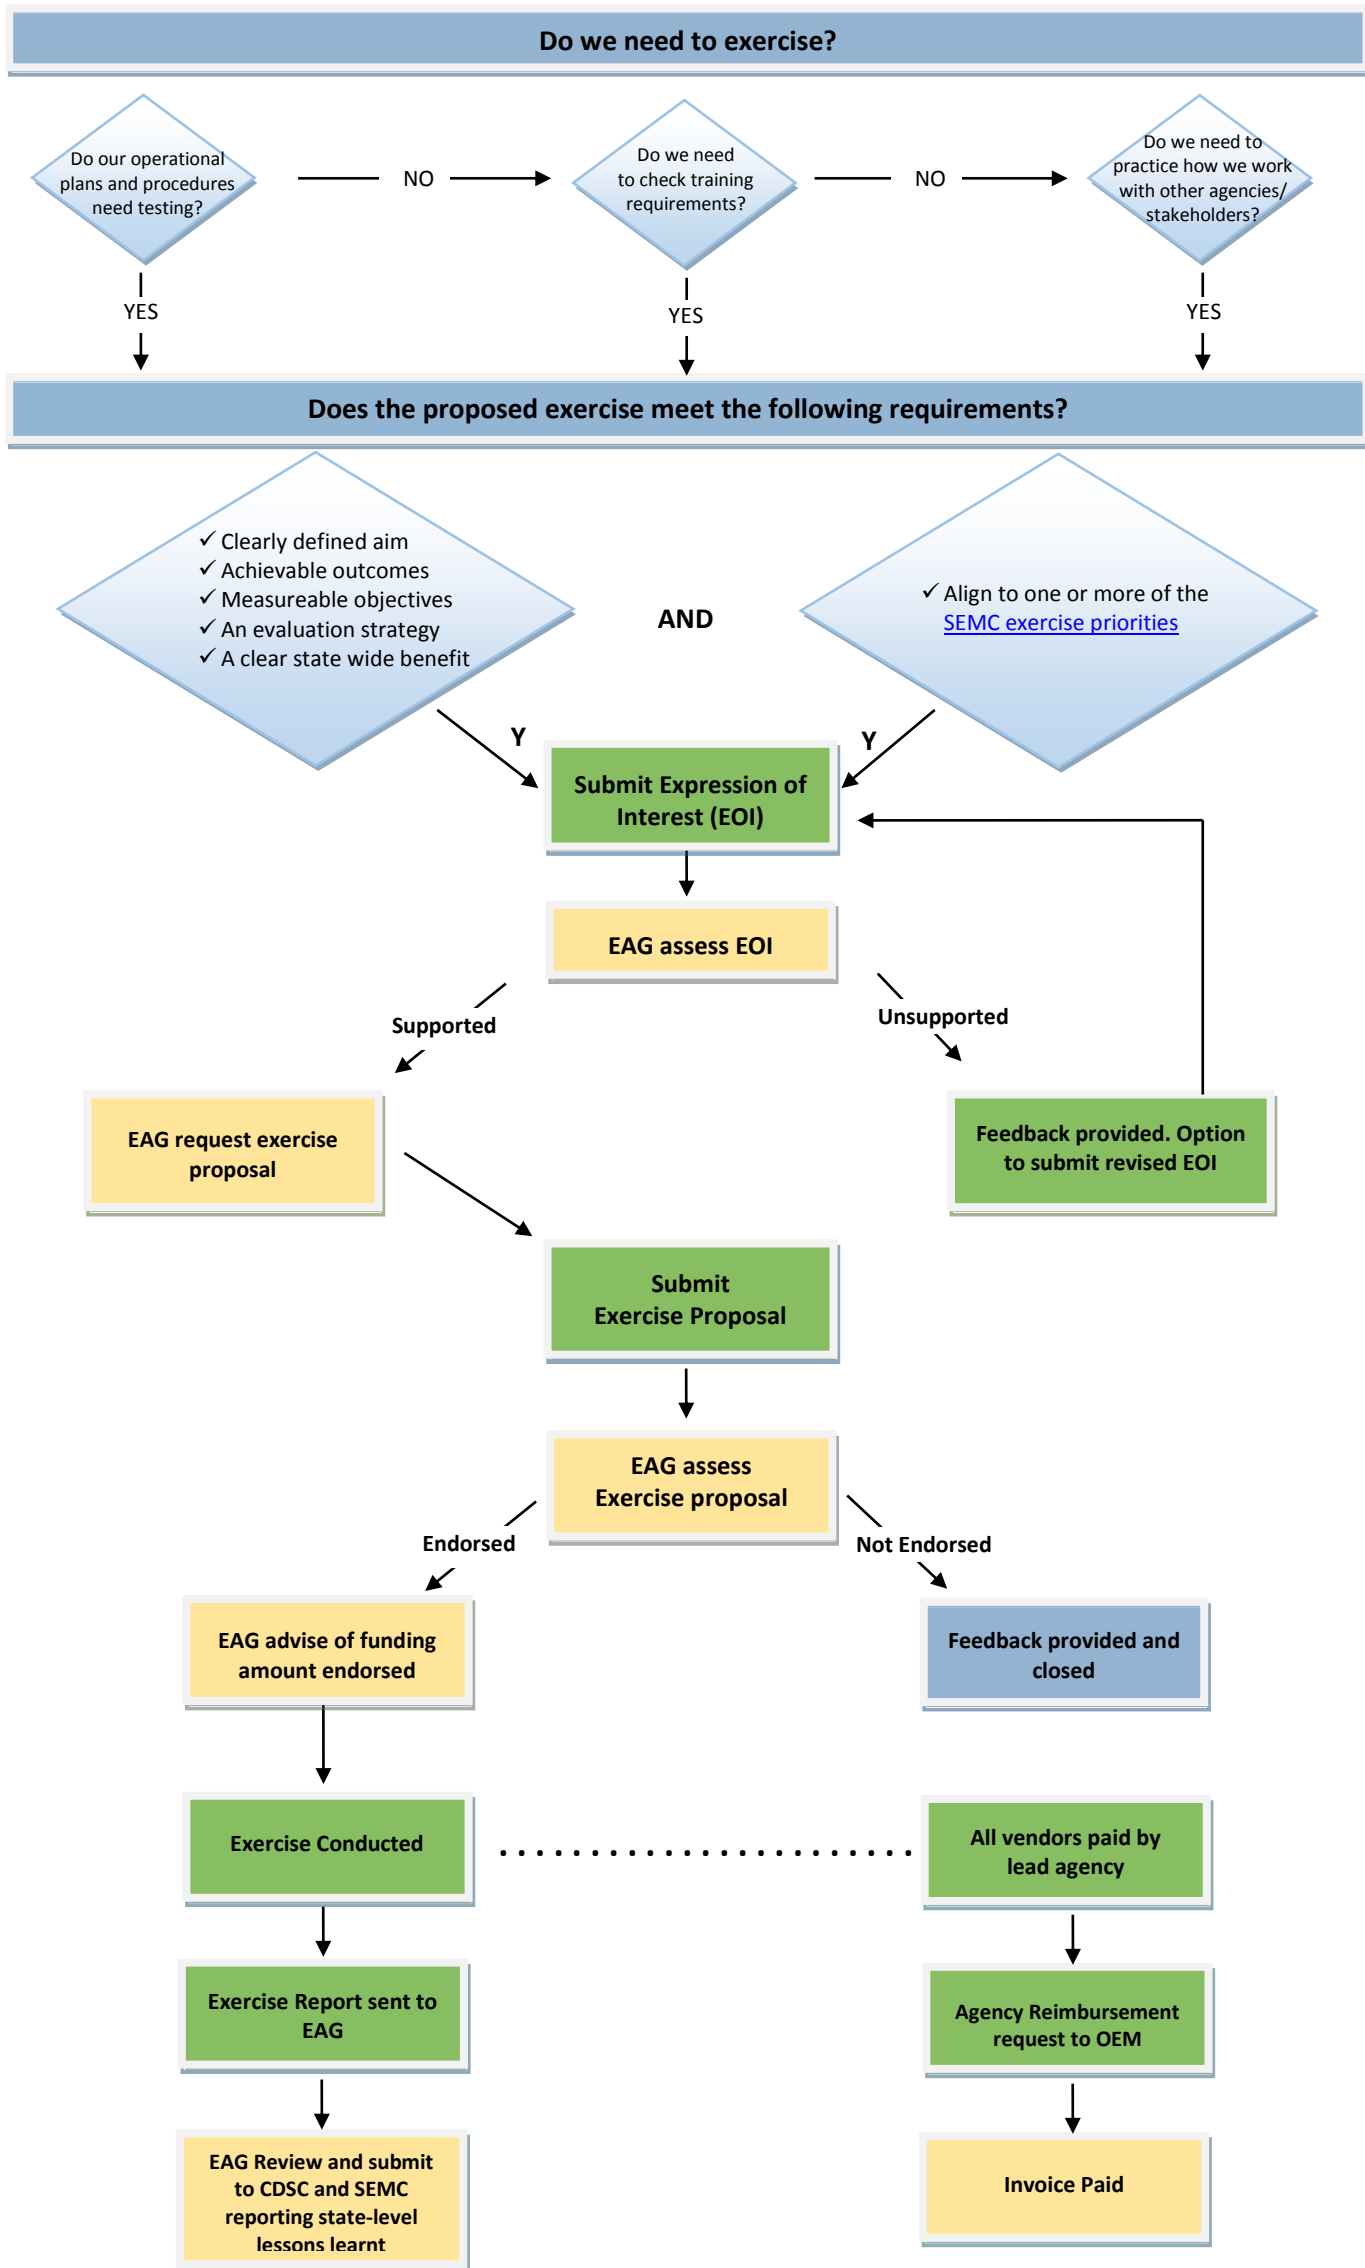 Do we need to exercise?
Do our operational
plans and procedures
need testing?
NO
Do we need
to check training
requirements?
NO
Do we need to
practice how we work
with other agencies/
stakeholders?
YES
YES
YES
Does the proposed exercise meet the following requirements?
✓ Clearly defined aim
✓ Achievable outcomes
✓ Measureable objectives
✓ An evaluation strategy
✓ A clear state wide benefit
AND
✓ Align to one or more of the
SEMC exercise priorities
Y
Y
Submit Expression of
Interest (EOI)
EAG assess EOI
Supported
Unsupported
EAG request exercise
proposal
Feedback provided. Option
to submit revised EOI
Submit
Exercise Proposal
EAG assess
Exercise proposal
Endorsed
Not Endorsed
EAG advise of funding
amount endorsed
Feedback provided and
closed
Exercise Conducted
All vendors paid by
lead agency
Exercise Report sent to
EAG
Agency Reimbursement
request to OEM
EAG Review and submit
to CDSC and SEMC
reporting state-level
lessons learnt
Invoice Paid